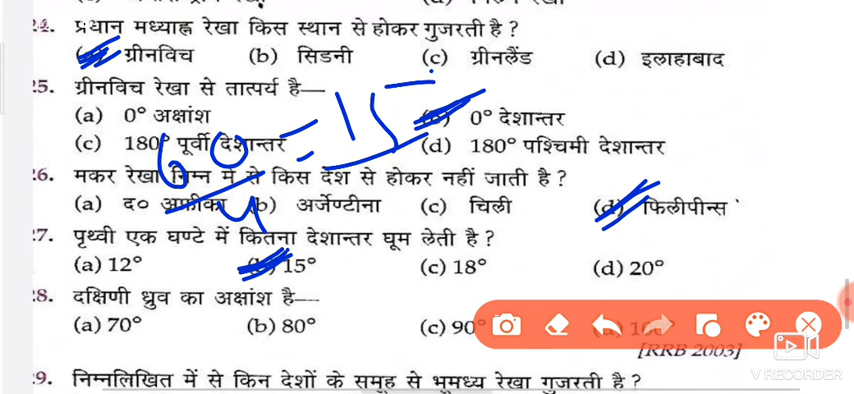 24. प्रधान मध्याह्न रेखा किस स्थान से होकर गुजरती है ?
ग्रीनविच (b) सिडनी (c) ग्रीनलैंड (d) इलाहाबाद
25. ग्रीनविच रेखा से तात्पर्य है—
(a) 0° अक्षांश (b) 0° देशान्तर
(c) 180° पूर्वी देशान्तर (d) 180° पश्चिमी देशान्तर
60/4 = 15
26. मकर रेखा निम्न में से किस देश से होकर नहीं जाती है ?
(a) द० अफ्रीका (b) अर्जेण्टीना (c) चिली (d) फिलीपीन्स
27. पृथ्वी एक घण्टे में कितना देशान्तर घूम लेती है ?
(a) 12° (b) 15° (c) 18° (d) 20°
28. दक्षिणी ध्रुव का अक्षांश है—
(a) 70° (b) 80° (c) 90°
[RRB 2003]
V RECORDER
29. निम्नलिखित में से किन देशों के समूह से भूमध्य रेखा गुजरती है ?